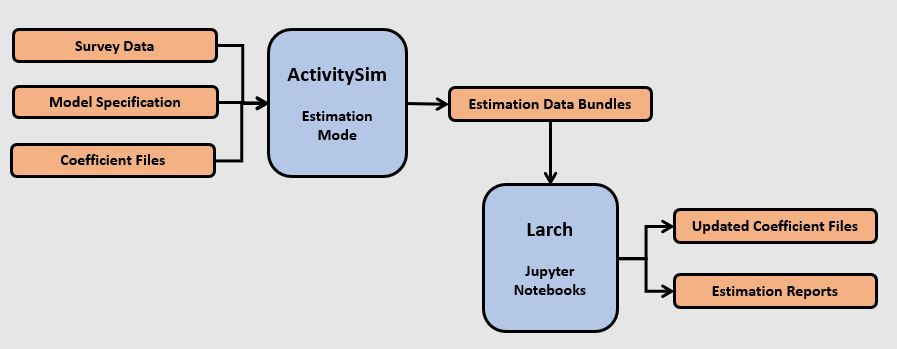 Survey Data
Model Specification
Coefficient Files
ActivitySim
Estimation
Mode
Estimation Data Bundles
Larch
Jupyter
Notebooks
Updated Coefficient Files
Estimation Reports